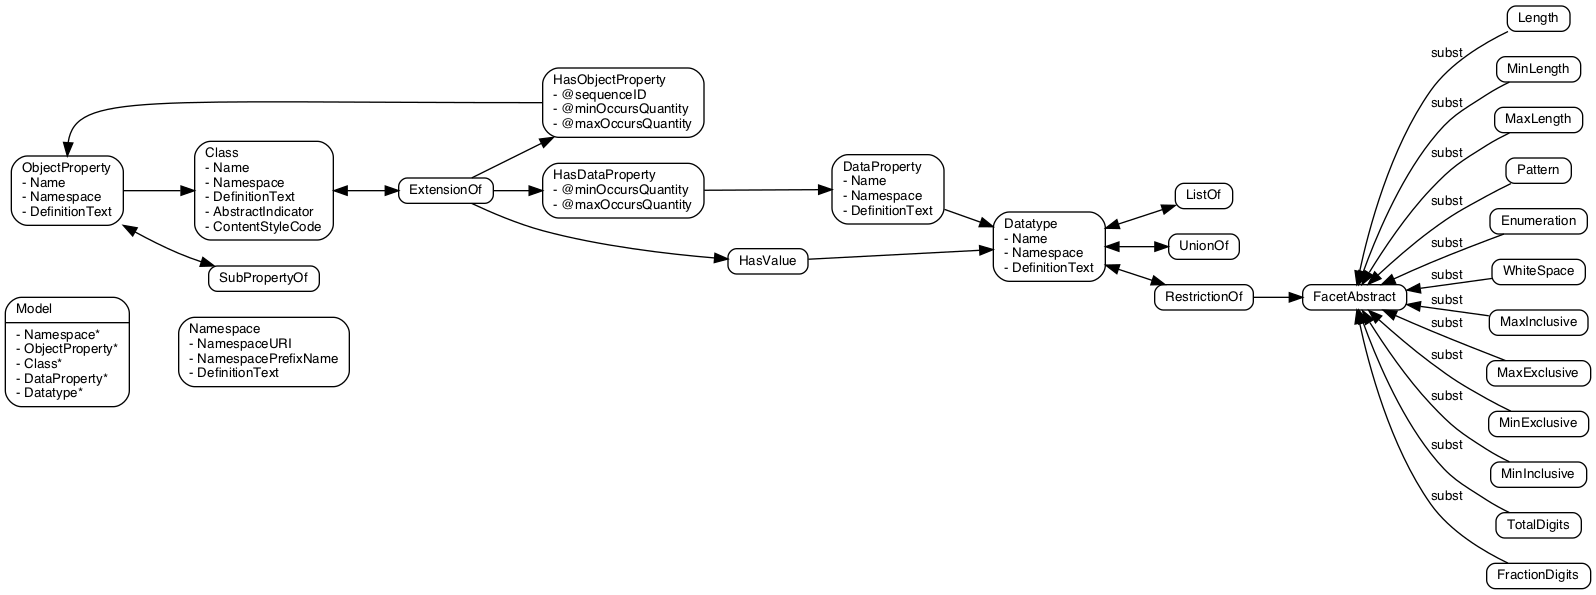 ObjectProperty
- Name
- Namespace
- DefinitionText
Class
- Name
- Namespace
- DefinitionText
- AbstractIndicator
- ContentStyleCode
SubPropertyOf
Model
- Namespace*
- ObjectProperty*
- Class*
- DataProperty*
- Datatype*
Namespace
- NamespaceURI
- NamespacePrefixName
- DefinitionText
ExtensionOf
HasObjectProperty
- @sequenceID
- @minOccursQuantity
- @maxOccursQuantity
HasDataProperty
- @minOccursQuantity
- @maxOccursQuantity
HasValue
DataProperty
- Name
- Namespace
- DefinitionText
Datatype
- Name
- Namespace
- DefinitionText
ListOf
UnionOf
RestrictionOf
FacetAbstract
subst
subst
subst
subst
subst
subst
subst
subst
subst
subst
subst
subst
Length
MinLength
MaxLength
Pattern
Enumeration
WhiteSpace
MaxInclusive
MaxExclusive
MinExclusive
MinInclusive
TotalDigits
FractionDigits